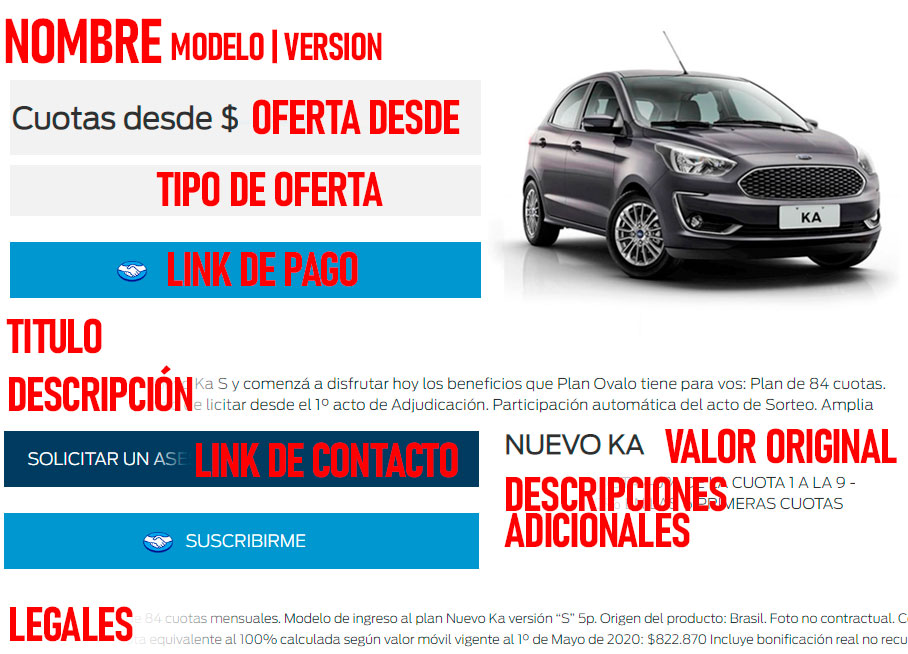 NOMBRE MODELO | VERSION
Cuotas desde $ OFERTA DESDE
TIPO DE OFERTA
LINK DE PAGO
KA
TITULO
DESCRIPCIÓN Ka S y comenzá a disfrutar hoy los beneficios que Plan Ovalo tiene para vos: Plan de 84 cuotas.
licitar desde el 1º acto de Adjudicación. Participación automática del acto de Sorteo. Amplia
SOLICITAR UN LINK DE CONTACTO
NUEVO KA VALOR ORIGINAL
CUOTA 1 A LA 9 -
DESCRIPCIONES
PRIMERAS CUOTAS
ADICIONALES
SUSCRIBIRME
LEGALES 84 cuotas mensuales. Modelo de ingreso al plan Nuevo Ka versión “S” 5p. Origen del producto: Brasil. Foto no contractual.
equivalente al 100% calculada según valor móvil vigente al 1º de Mayo de 2020: $822.870 Incluye bonificación real no